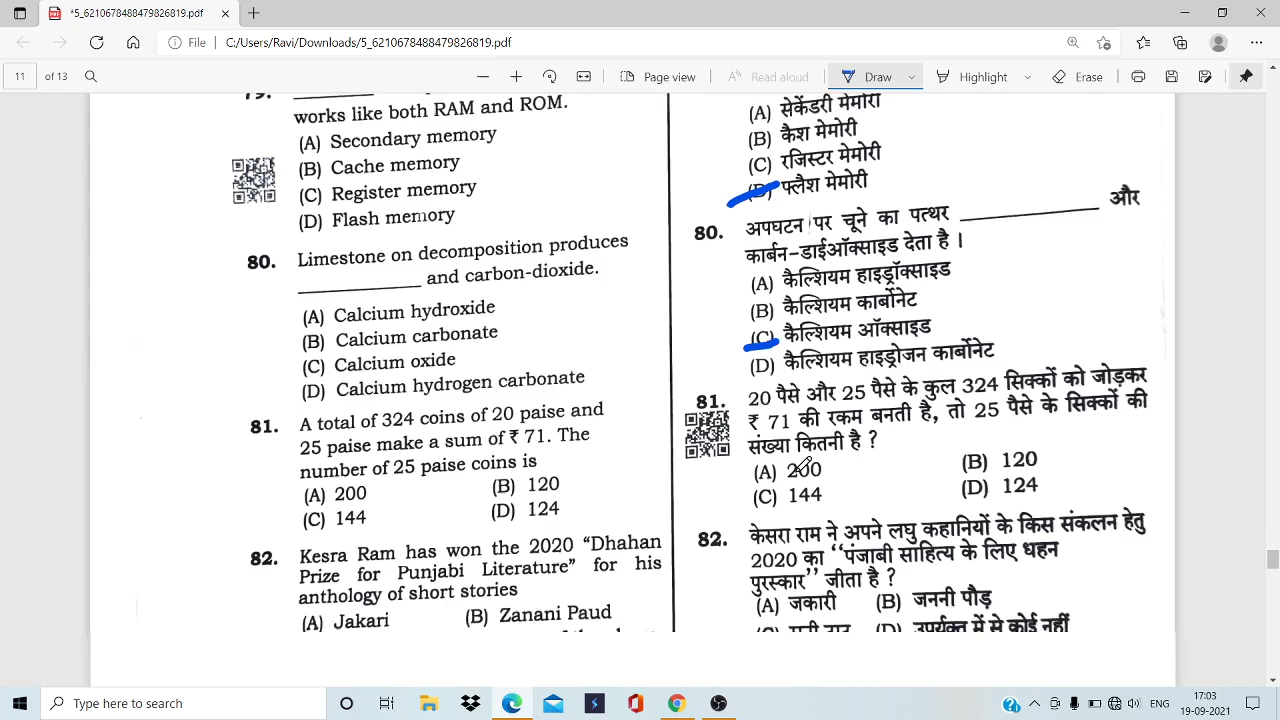 *5_6210678488479826819.pdf
File C:/Users/Ravi/Downloads/5_6210678488479826819.pdf
11 of 13
Page view
Read aloud
Draw
Highlight
Erase
79.
works like both RAM and ROM.
(A) Secondary memory
(B) Cache memory
(C) Register memory
(D) Flash memory
80. Limestone on decomposition produces
____________ and carbon-dioxide.
(A) Calcium hydroxide
(B) Calcium carbonate
(C) Calcium oxide
(D) Calcium hydrogen carbonate
81. A total of 324 coins of 20 paise and
25 paise make a sum of ₹ 71. The
number of 25 paise coins is
(A) 200 (B) 120
(C) 144 (D) 124
82. Kesra Ram has won the 2020 “Dhahan
Prize for Punjabi Literature” for his
anthology of short stories
(A) Jakari (B) Zanani Paud
(A) सेकेंडरी मेमोरी
(B) कैश मेमोरी
(C) रजिस्टर मेमोरी
(D) फ्लैश मेमोरी
80. अपघटन पर चूने का पत्थर ____________ और
कार्बन-डाईऑक्साइड देता है ।
(A) कैल्शियम हाइड्रॉक्साइड
(B) कैल्शियम कार्बोनेट
(C) कैल्शियम ऑक्साइड
(D) कैल्शियम हाइड्रोजन कार्बोनेट
81. 20 पैसे और 25 पैसे के कुल 324 सिक्कों को जोड़कर
₹ 71 की रकम बनती है, तो 25 पैसे के सिक्कों की
संख्या कितनी है ?
(A) 200 (B) 120
(C) 144 (D) 124
82. केसरा राम ने अपने लघु कहानियों के किस संकलन हेतु
2020 का “पंजाबी साहित्य के लिए धहन
पुरस्कार” जीता है ?
(A) जकारी (B) जननी पौड़
(D) उपर्युक्त में से कोई नहीं
Type here to search
ENG
17:03
19-09-2021